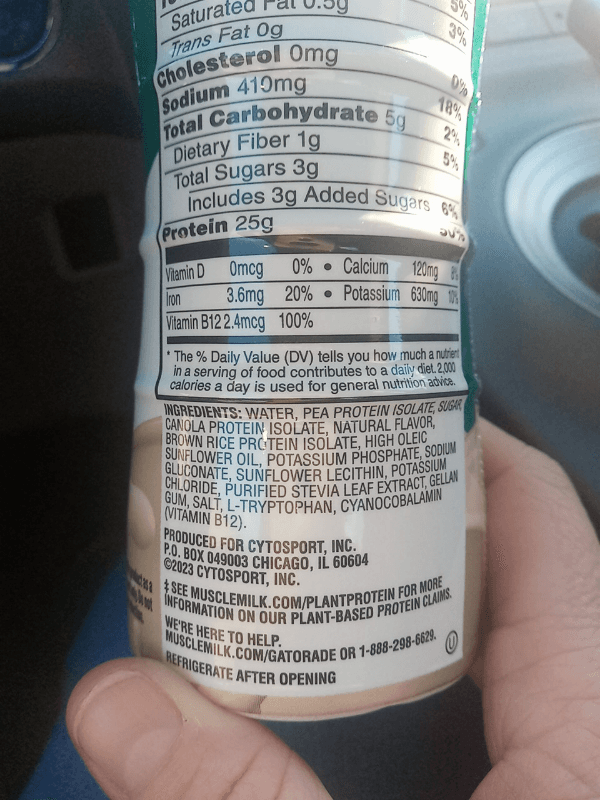 Saturated Fat 0.5g
5%
Trans Fat 0g
3%
Cholesterol 0mg
0%
Sodium 410mg
18%
Total Carbohydrate 5g
2%
Dietary Fiber 1g
5%
Total Sugars 3g
Includes 3g Added Sugars 6%
Protein 25g
50%
Vitamin D 0mcg 0% • Calcium 120mg 8%
Iron 3.6mg 20% • Potassium 630mg 10%
Vitamin B12 2.4mcg 100%
* The % Daily Value (DV) tells you how much a nutrient
in a serving of food contributes to a daily diet. 2,000
calories a day is used for general nutrition advice.
INGREDIENTS: WATER, PEA PROTEIN ISOLATE, SUGAR,
CANOLA PROTEIN ISOLATE, NATURAL FLAVOR,
BROWN RICE PROTEIN ISOLATE, HIGH OLEIC
SUNFLOWER OIL, POTASSIUM PHOSPHATE, SODIUM
GLUCONATE, SUNFLOWER LECITHIN, POTASSIUM
CHLORIDE, PURIFIED STEVIA LEAF EXTRACT, GELLAN
GUM, SALT, L-TRYPTOPHAN, CYANOCOBALAMIN
(VITAMIN B12).
PRODUCED FOR CYTOSPORT, INC.
P.O. BOX 049003 CHICAGO, IL 60604
©2023 CYTOSPORT, INC.
‡ SEE MUSCLEMILK.COM/PLANTPROTEIN FOR MORE
INFORMATION ON OUR PLANT-BASED PROTEIN CLAIMS.
WE'RE HERE TO HELP.
MUSCLEMILK.COM/GATORADE OR 1-888-298-6629.
U
REFRIGERATE AFTER OPENING